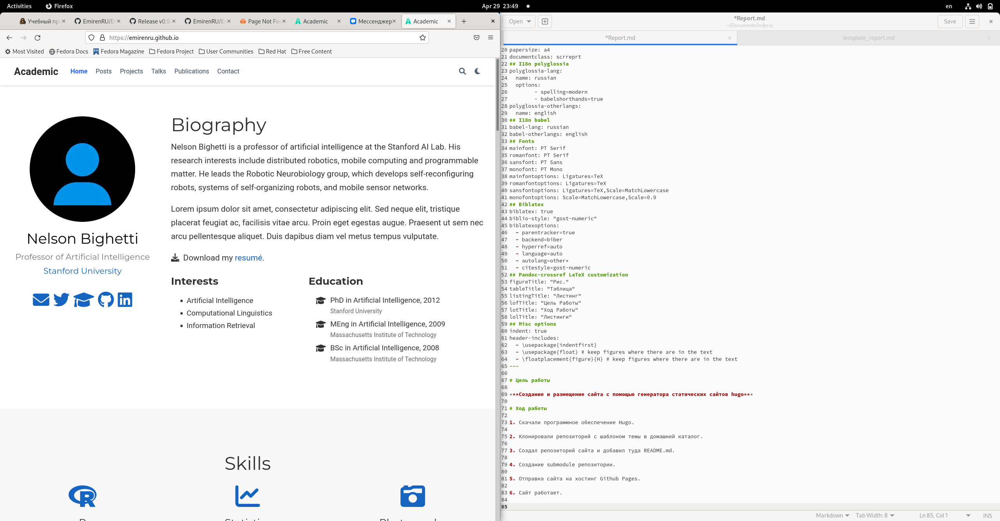 Activities
Firefox
Apr 29 23:49
en
Учебный
EmirenRU/E
Release v0.9
EmirenRU/E
Page Not Fo
Academic
Мессенджер
Academic
https://emirenru.github.io
Most Visited
Fedora Docs
Fedora Magazine
Fedora Project
User Communities
Red Hat
Free Content
Academic
Home
Posts
Projects
Talks
Publications
Contact
Biography
Nelson Bighetti is a professor of artificial intelligence at the Stanford AI Lab. His
research interests include distributed robotics, mobile computing and programmable
matter. He leads the Robotic Neurobiology group, which develops self-reconfiguring
robots, systems of self-organizing robots, and mobile sensor networks.
Lorem ipsum dolor sit amet, consectetur adipiscing elit. Sed neque elit, tristique
placerat feugiat ac, facilisis vitae arcu. Proin eget egestas augue. Praesent ut sem nec
arcu pellentesque aliquet. Duis dapibus diam vel metus tempus vulputate.
Download my resumé.
Nelson Bighetti
Professor of Artificial Intelligence
Stanford University
Interests
Artificial Intelligence
Computational Linguistics
Information Retrieval
Education
PhD in Artificial Intelligence, 2012
Stanford University
MEng in Artificial Intelligence, 2009
Massachusetts Institute of Technology
BSc in Artificial Intelligence, 2008
Massachusetts Institute of Technology
Skills
R
Open
*Report.md
~/Documents/indproj
Save
*Report.md
template_report.md
20 papersize: a4
21 documentclass: scrreprt
22 ## I18n polyglossia
23 polyglossia-lang:
24 name: russian
25 options:
26 - spelling=modern
27 - babelshorthands=true
28 polyglossia-otherlangs:
29 name: english
30 ## I18n babel
31 babel-lang: russian
32 babel-otherlangs: english
33 ## Fonts
34 mainfont: PT Serif
35 romanfont: PT Serif
36 sansfont: PT Sans
37 monofont: PT Mono
38 mainfontoptions: Ligatures=TeX
39 romanfontoptions: Ligatures=TeX
40 sansfontoptions: Ligatures=TeX,Scale=MatchLowercase
41 monofontoptions: Scale=MatchLowercase,Scale=0.9
42 ## Biblatex
43 biblatex: true
44 biblio-style: "gost-numeric"
45 biblatexoptions:
46 - parentracker=true
47 - backend=biber
48 - hyperref=auto
49 - language=auto
50 - autolang=other*
51 - citestyle=gost-numeric
52 ## Pandoc-crossref LaTeX customization
53 figureTitle: "Рис."
54 tableTitle: "Таблица"
55 listingTitle: "Листинг"
56 lofTitle: "Цель Работы"
57 lotTitle: "Ход Работы"
58 lolTitle: "Листинги"
59 ## Misc options
60 indent: true
61 header-includes:
62 - \usepackage{indentfirst}
63 - \usepackage{float} # keep figures where there are in the text
64 - \floatplacement{figure}{H} # keep figures where there are in the text
65 ---
66
67 # Цель работы
68
69 ***Создание и размещение сайта с помощью генератора статических сайтов hugo***
70
71 # Ход работы
72
73 1. Скачали программное обеспечение Hugo.
74
75 2. Клонировали репозиторий с шаблоном темы в домашний каталог.
76
77 3. Создал репозиторий сайта и добавил туда README.md.
78
79 4. Создание submodule репозитории.
80
81 5. Отправка сайта на хостинг Github Pages.
82
83 6. Сайт работает.
84
85
Markdown
Tab Width: 8
Ln 85, Col 1
INS